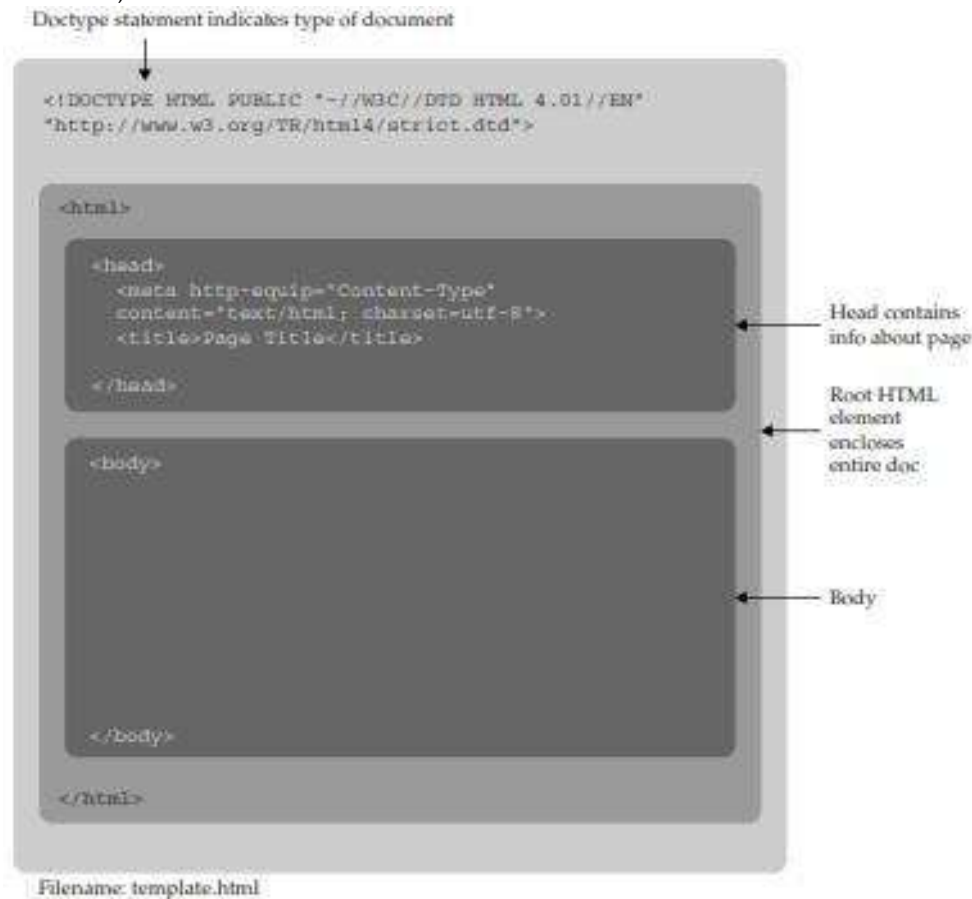 Doctype statement indicates type of document
<!DOCTYPE HTML PUBLIC "-//W3C//DTD HTML 4.01//EN"
"http://www.w3.org/TR/html4/strict.dtd">
<html>
<head>
<meta http-equip="Content-Type"
content="text/html; charset=utf-8">
<title>Page Title</title>
</head>
Head contains
info about page
Root HTML
element
encloses
entire doc
<body>
Body
</body>
</html>
Filename: template.html